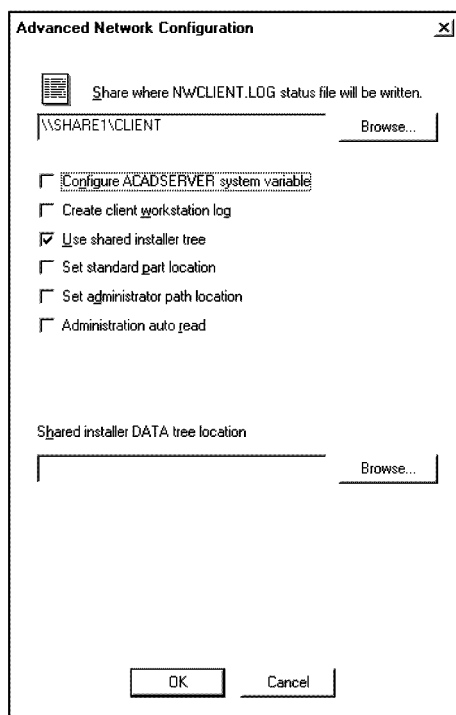 Advanced Network Configuration
Share where NWCLIENT.LOG status file will be written.
\\SHARE1\CLIENT
Browse...
Configure ACADSERVER system variable
Create client workstation log
Use shared installer tree
Set standard part location
Set administrator path location
Administration auto read
Shared installer DATA tree location
Browse...
OK
Cancel